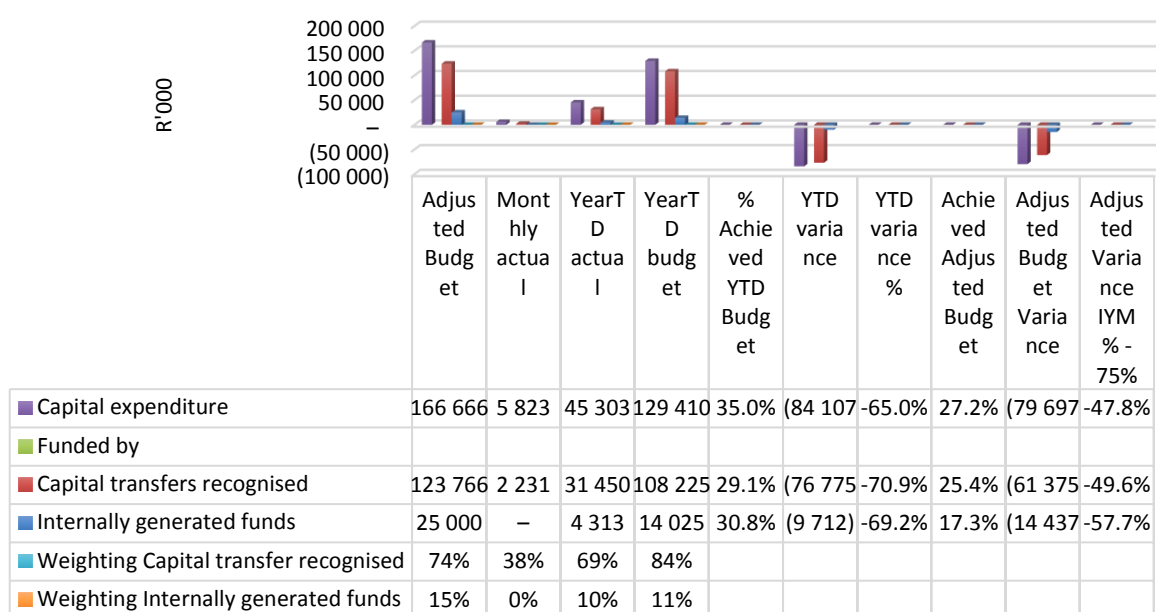 200 000
150 000
100 000
50 000
–
(50 000)
(100 000)
R'000
Adjus ted Budg et
Mont hly actua l
YearT D actua l
YearT D budg et
% Achie ved YTD Budg et
YTD varia nce
YTD varia nce %
Achie ved Adjus ted Budg et
Adjus ted Budg et Varia nce
Adjus ted Varia nce IYM % - 75%
Capital expenditure 166 666 5 823 45 303 129 410 35.0% (84 107 -65.0% 27.2% (79 697 -47.8%
Funded by
Capital transfers recognised 123 766 2 231 31 450 108 225 29.1% (76 775 -70.9% 25.4% (61 375 -49.6%
Internally generated funds 25 000 – 4 313 14 025 30.8% (9 712) -69.2% 17.3% (14 437 -57.7%
Weighting Capital transfer recognised 74% 38% 69% 84%
Weighting Internally generated funds 15% 0% 10% 11%